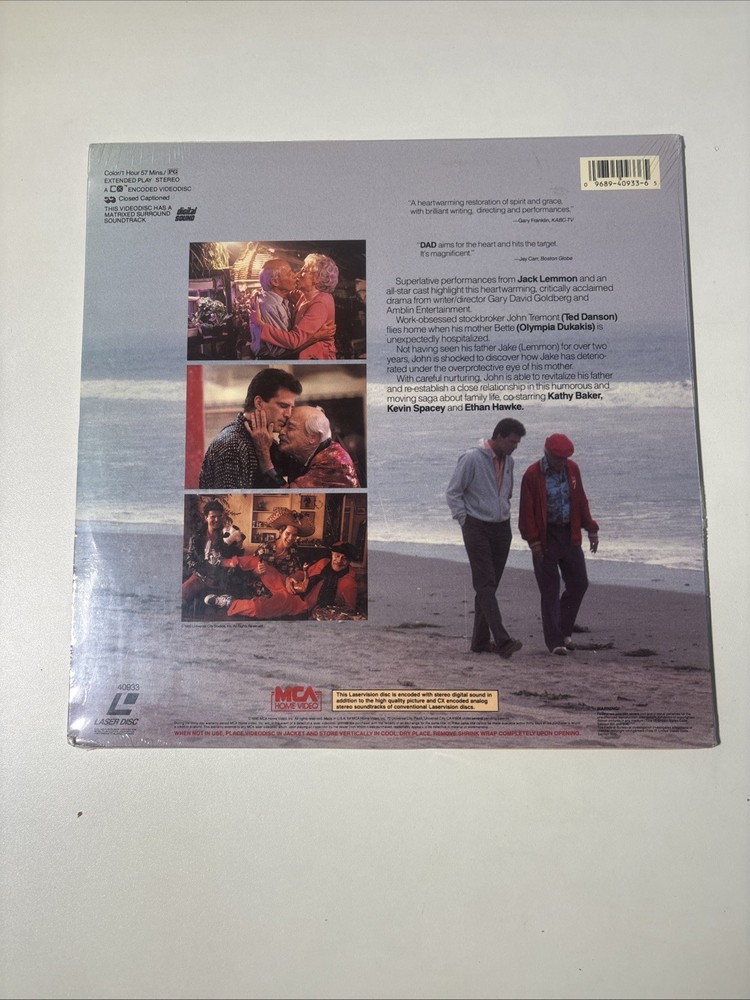 Color/1 Hour 57 Mins./ PG
EXTENDED PLAY STEREO
A CX™ ENCODED VIDEODISC
Closed Captioned
THIS VIDEODISC HAS A
MATRIXED SURROUND
SOUNDTRACK
digital
SOUND
0 9689-40933-6
"A heartwarming restoration of spirit and grace,
with brilliant writing, directing and performances."
—Gary Franklin, KABC-TV
"DAD aims for the heart and hits the target.
It's magnificent."
—Jay Carr, Boston Globe
Superlative performances from Jack Lemmon and an
all-star cast highlight this heartwarming, critically acclaimed
drama from writer/director Gary David Goldberg and
Amblin Entertainment.
Work-obsessed stockbroker John Tremont (Ted Danson)
flies home when his mother Bette (Olympia Dukakis) is
unexpectedly hospitalized.
Not having seen his father Jake (Lemmon) for over two
years, John is shocked to discover how Jake has deterio-
rated under the overprotective eye of his mother.
With careful nurturing, John is able to revitalize his father
and re-establish a close relationship in this humorous and
moving saga about family life, co-starring Kathy Baker,
Kevin Spacey and Ethan Hawke.
40933
LASER DISC
MCA
HOME VIDEO
This Laservision disc is encoded with stereo digital sound in
addition to the high quality picture and CX encoded analog
stereo soundtracks of conventional Laservision discs.
WHEN NOT IN USE, PLACE VIDEODISC IN JACKET AND STORE VERTICALLY IN COOL, DRY PLACE. REMOVE SHRINK WRAP COMPLETELY UPON OPENING.
WARNING: